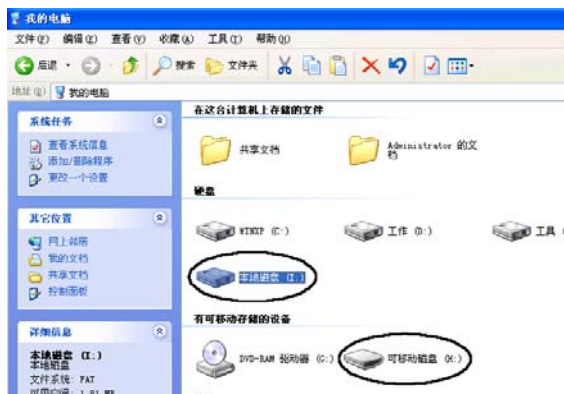 我的电脑
文件(F) 编辑(E) 查看(V) 收藏(A) 工具(T) 帮助(H)
后退 搜索 文件夹
地址(D) 我的电脑
系统任务
查看系统信息
添加/删除程序
更改一个设置
其它位置
网上邻居
我的文档
共享文档
控制面板
详细信息
本地磁盘 (I:)
本地磁盘
文件系统: FAT
可用空间: 1.91 MB
在这台计算机上存储的文件
共享文档
Administrator 的文档
硬盘
WINXP (C:) 工作 (D:) 工具
本地磁盘 (I:)
有可移动存储的设备
DVD-RAM 驱动器 (G:) 可移动磁盘 (H:)